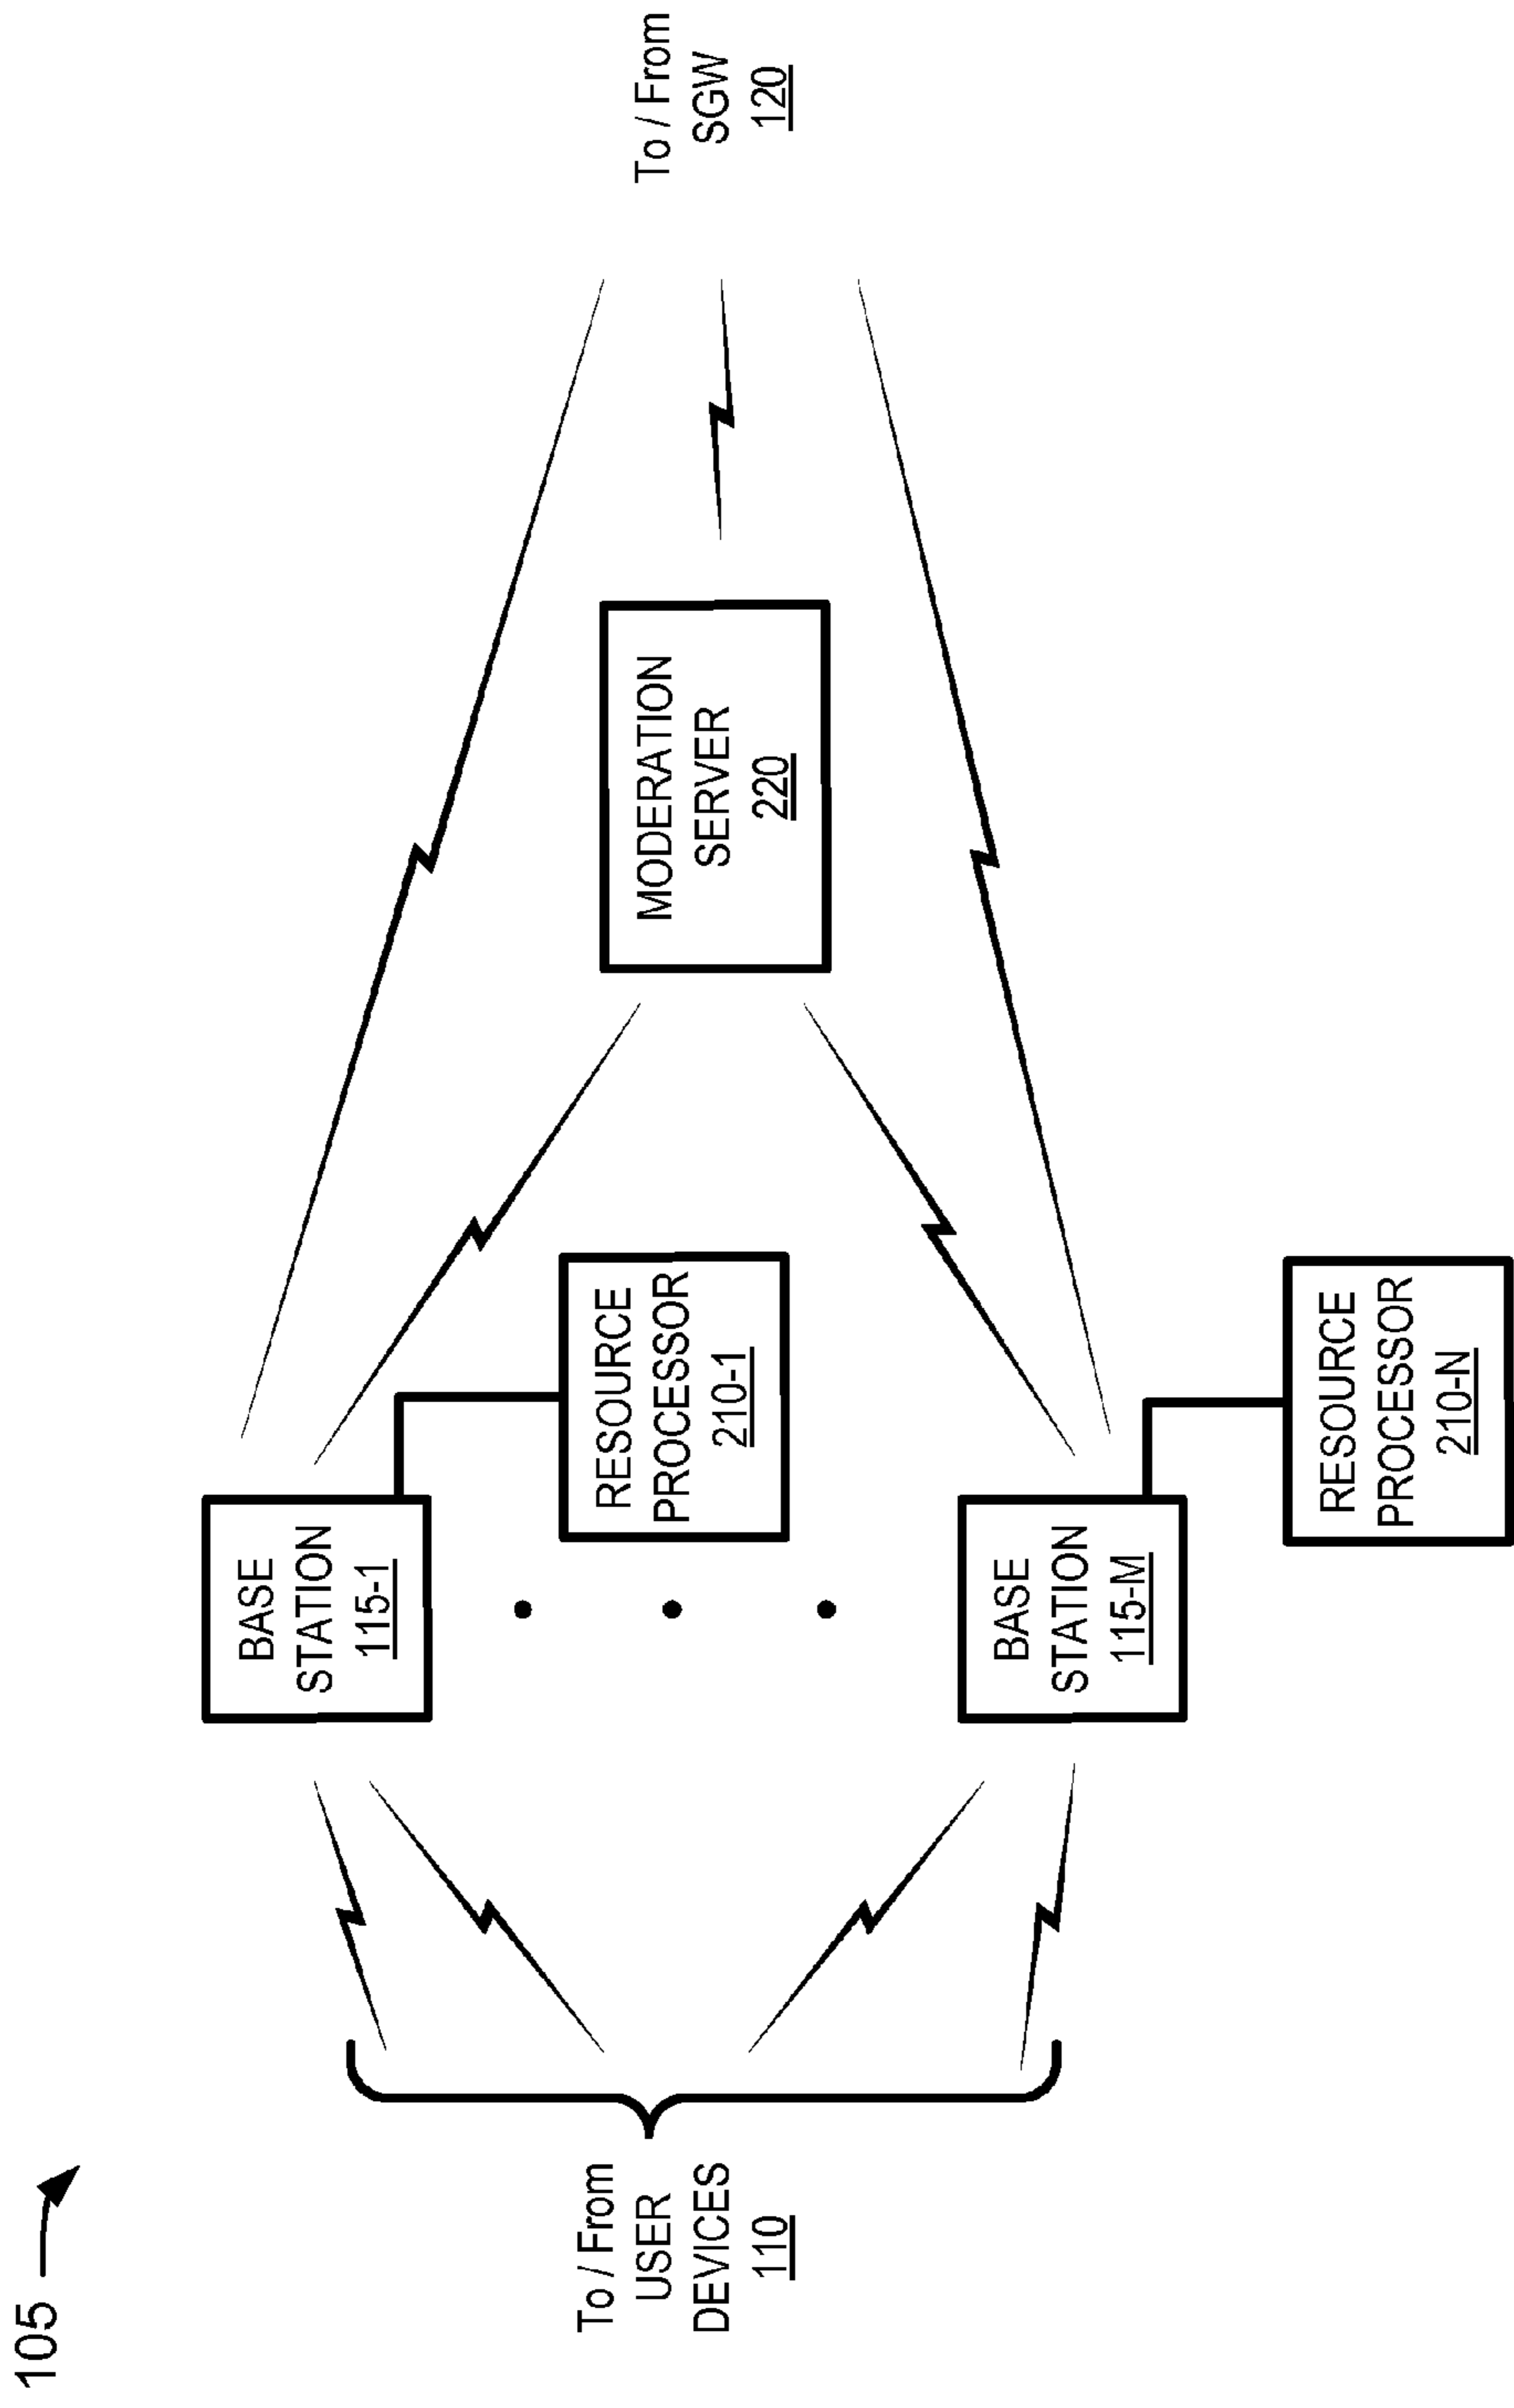 105
To / From
USER
DEVICES
110
BASE
STATION
115-1
RESOURCE
PROCESSOR
210-1
BASE
STATION
115-M
RESOURCE
PROCESSOR
210-N
MODERATION
SERVER
220
To / From
SGW
120